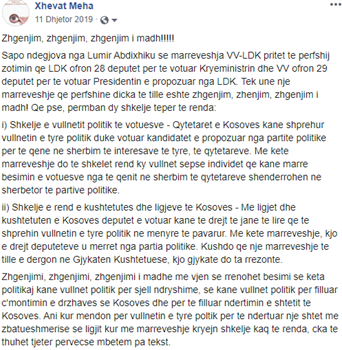 Xhevat Meha
11 Dhjetor 2019 ·
Zhgenjim, zhgenjim, zhgenjim i madh!!!!!
Sapo ndegjova nga Lumir Abdixhiku se marreveshja VV-LDK pritet te perfshij
zotimin qe LDK ofron 28 deputet per te votuar Kryeministrin dhe VV ofron 29
deputet per te votuar Presidentin e propozuar nga LDK. Tek une nje
marreveshje qe perfshine dicka te tille eshte zhgenjim, zhenjim, zhgenjim i
madh! Qe pse, permban dy shkelje teper te renda:
i) Shkelje e vullnetit politik te votuesve - Qytetaret e Kosoves kane shprehur
vullnetin e tyre politik duke votuar kandidatet e propozuar nga partite politike
per te qene ne sherbim te interesave te tyre, te qytetareve. Me kete
marreveshje do te shkelet rend ky vullnet sepse individet qe kane marre
besimin e votuesve nga te qenit ne sherbim te qytetareve shenderrohen ne
sherbetor te partive politike.
ii) Shkelje e rend e kushtetutes dhe ligjeve te Kosoves - Me ligjet dhe
kushtetuten e Kosoves deputet e votuar kane te drejt te jane te lire qe te
shprehin vullnetin e tyre politik ne menyre te pavarur. Me kete marreveshje, kjo
e drejt deputeteve u merret nga partia politike. Kushdo qe nje marreveshje te
tille e dergon ne Gjykaten Kushtetuese, kjo gjykate do ta rrezonte.
Zhgenjimi, zhgenjimi, zhgenjimi i madhe me vjen se rrenohet besimi se keta
politikaj kane vullnet politik per sjell ndryshime, se kane vullnet politik per filluar
c'montimin e drzhaves se Kosoves dhe per te filluar ndertimin e shtetit te
Kosoves. Ani kur mendon per vullnetin e tyre poltik per te ndertuar nje shtet me
zbatueshmerise se ligjit kur me marreveshje kryejn shkelje kaq te renda, cka te
thuhet tjeter pervecse mbetem pa tekst.